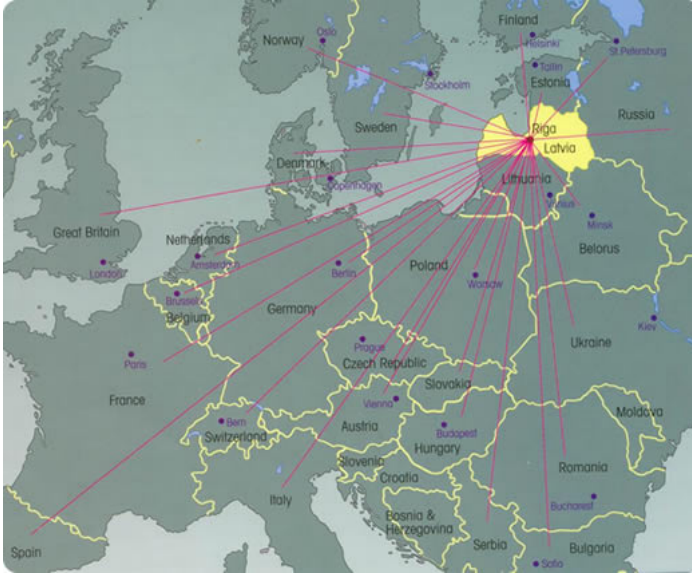 Finland
Oslo
Norway
Helsinki
St Petersburg
Tallin
Stockholm
Estonia
Russia
Sweden
Riga
Latvia
Denmark
Lithuania
Copenhagen
Vilnius
Minsk
Great Britain
Netherlands
Belorus
London
Amsterdam
Berlin
Poland
Warsaw
Brussels
Belgium
Germany
Kiev
Ukraine
Prague
Paris
Czech Republic
Slovakia
France
Vienna
Moldova
Bern
Austria
Budapest
Switzerland
Hungary
Slovenia
Romania
Croatia
Italy
Bucharest
Bosnia &
Herzegovina
Serbia
Bulgaria
Spain
Sofia